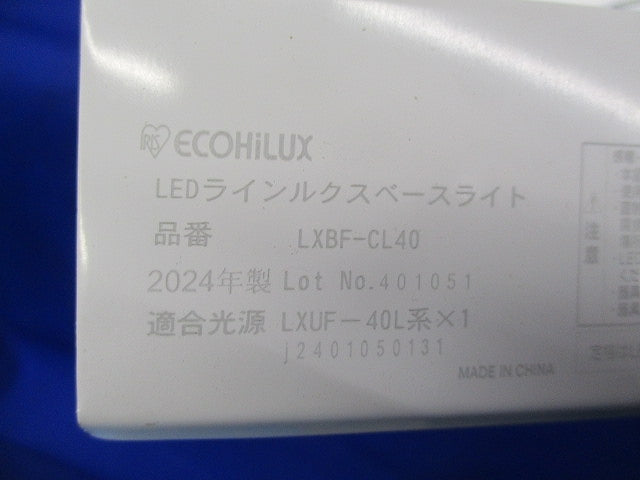 IRIS ECOHiLUX
LEDラインルクスベースライト
品番 LXBF-CL40
2024年製 Lot No.401051
適合光源 LXUF-40L系×1
j2401050131
MADE IN CHINA
注意